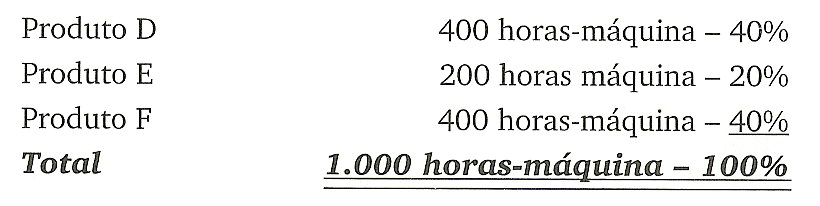 Produto D 400 horas-máquina – 40%
Produto E 200 horas máquina – 20%
Produto F 400 horas-máquina – 40%
Total 1.000 horas-máquina – 100%